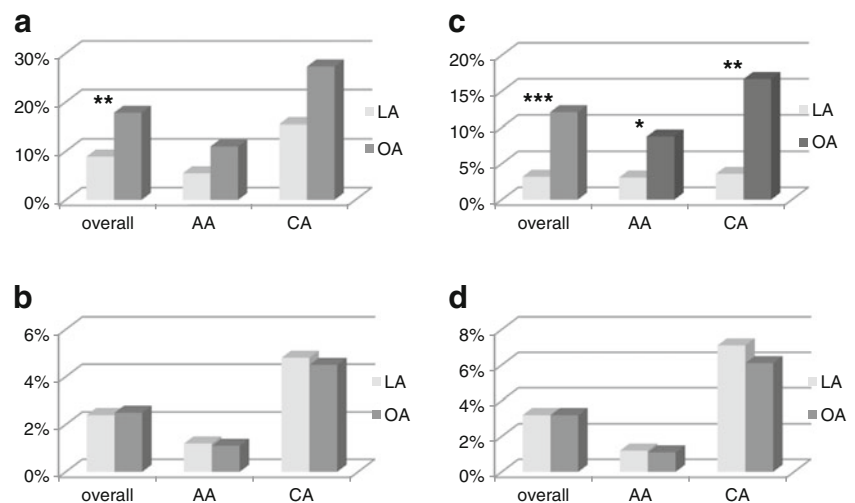 a
30%
20%
10%
0%
**
LA
OA
overall AA CA
c
20%
15%
10%
5%
0%
***
*
**
LA
OA
overall AA CA
b
6%
4%
2%
0%
LA
OA
overall AA CA
d
8%
6%
4%
2%
0%
LA
OA
overall AA CA